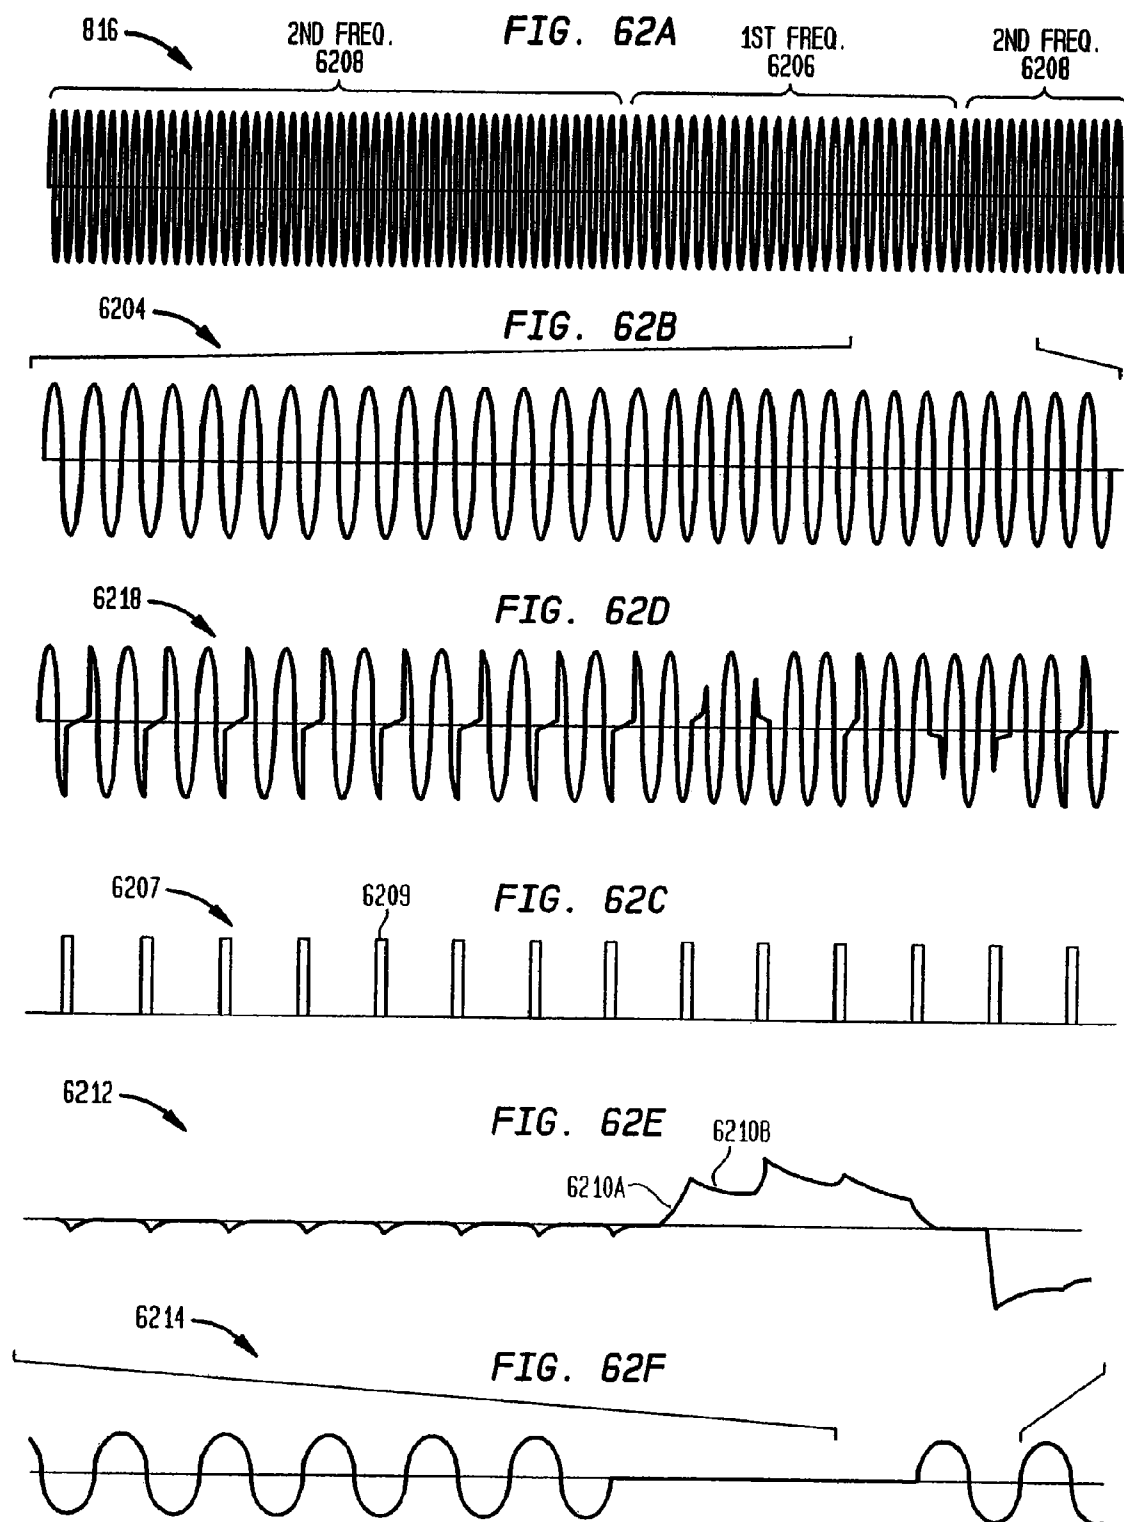 FIG. 62A
816
2ND FREQ.
6208
1ST FREQ.
6206
2ND FREQ.
6208
6204
FIG. 62B
6218
FIG. 62D
6207
6209
FIG. 62C
6212
FIG. 62E
6210B
6210A
6214
FIG. 62F